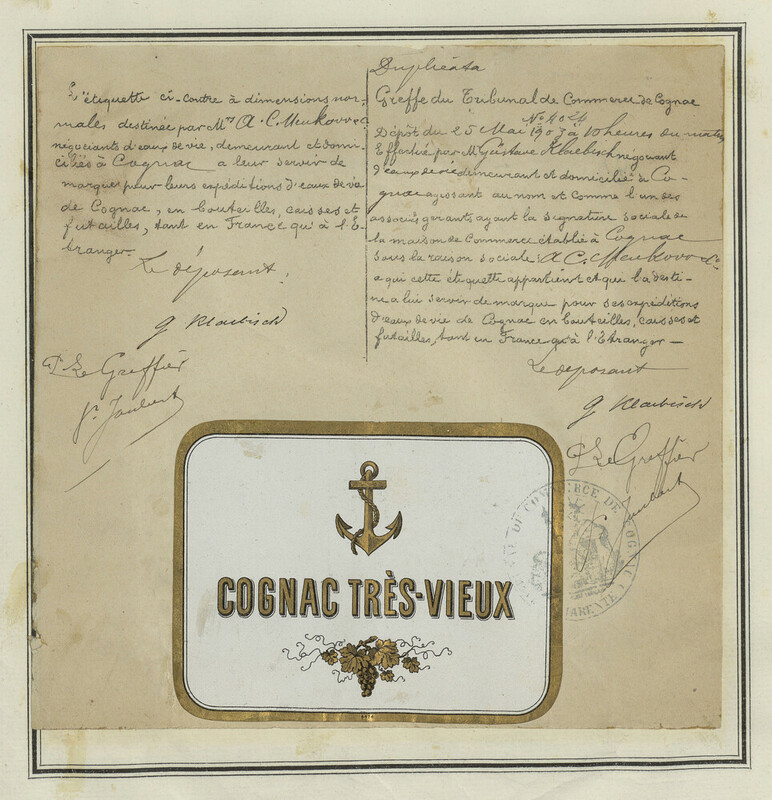 L'étiquette ci-contre à dimensions nor-
males destinée par Mrs A. C. Meukow & Co
négociants d'eaux de vie, demeurant et domi-
ciliés à Cognac a leur servir de
marque pour leurs expéditions d'eaux de vie
de Cognac, en bouteilles, caisses et
futailles, tant en France qu'à l'É-
tranger.
Le déposant,
G Klaebisch
P. Le Greffier
Duplicata
Greffe du Tribunal de Commerce de Cognac
Dépôt du 25 Mai 1903 à 10 heures du matin
Effectué par M. Gustave Klaebisch négociant
d'eaux de vie demeurant et domicilié à Co-
gnac agissant au nom et comme l'un des
associés gérants ayant la signature sociale de
la maison de Commerce établie à Cognac
sous la raison sociale: A C. Meukow & Co
a qui cette étiquette appartient et qui l'a desti-
née a lui servir de marque pour ses expéditions
d'eaux de vie de Cognac en bouteilles, caisses et
futailles, tant en France qu'à l'Etranger —
Le déposant
G Klaebisch
P. Le Greffier
COMMERCE DE COGNAC
CHARENTE
COGNAC TRÈS-VIEUX